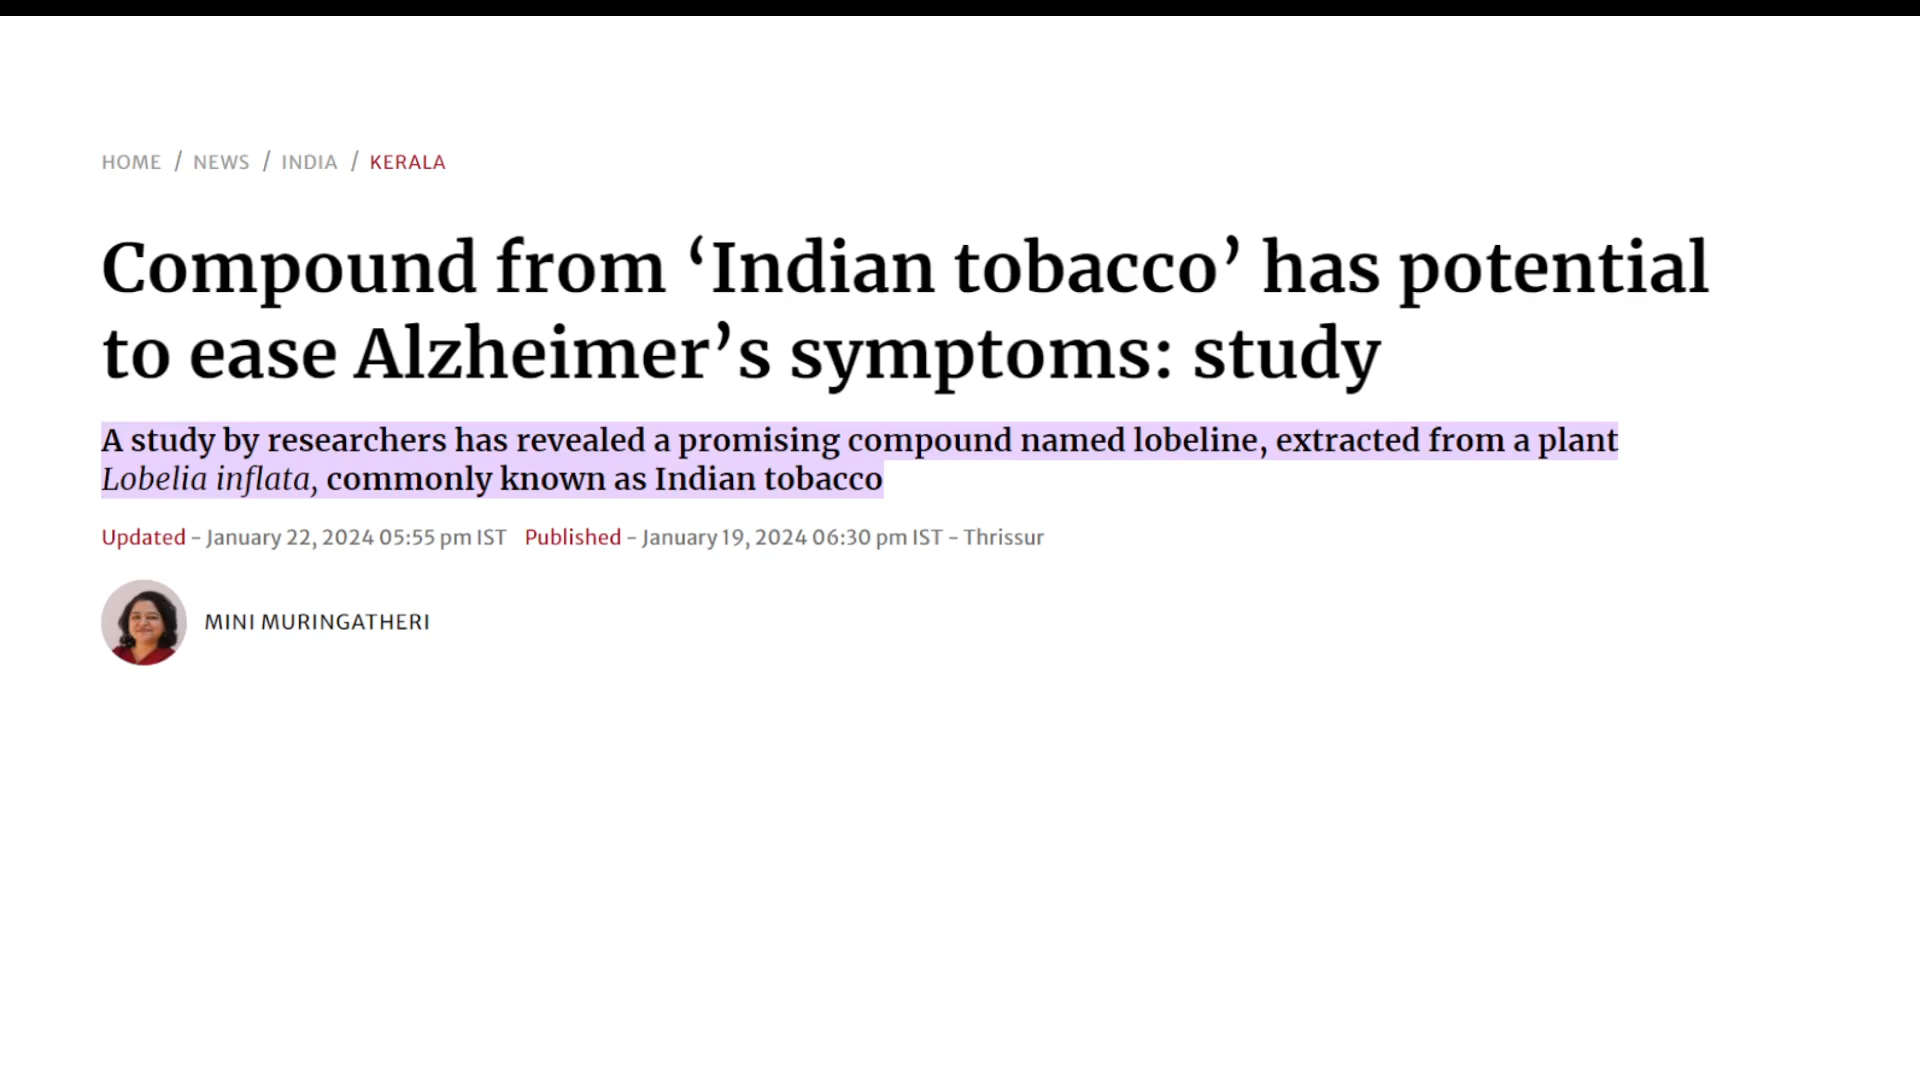 HOME / NEWS / INDIA / KERALA
Compound from ‘Indian tobacco’ has potential
to ease Alzheimer’s symptoms: study
A study by researchers has revealed a promising compound named lobeline, extracted from a plant
Lobelia inflata, commonly known as Indian tobacco
Updated - January 22, 2024 05:55 pm IST Published - January 19, 2024 06:30 pm IST - Thrissur
MINI MURINGATHERI